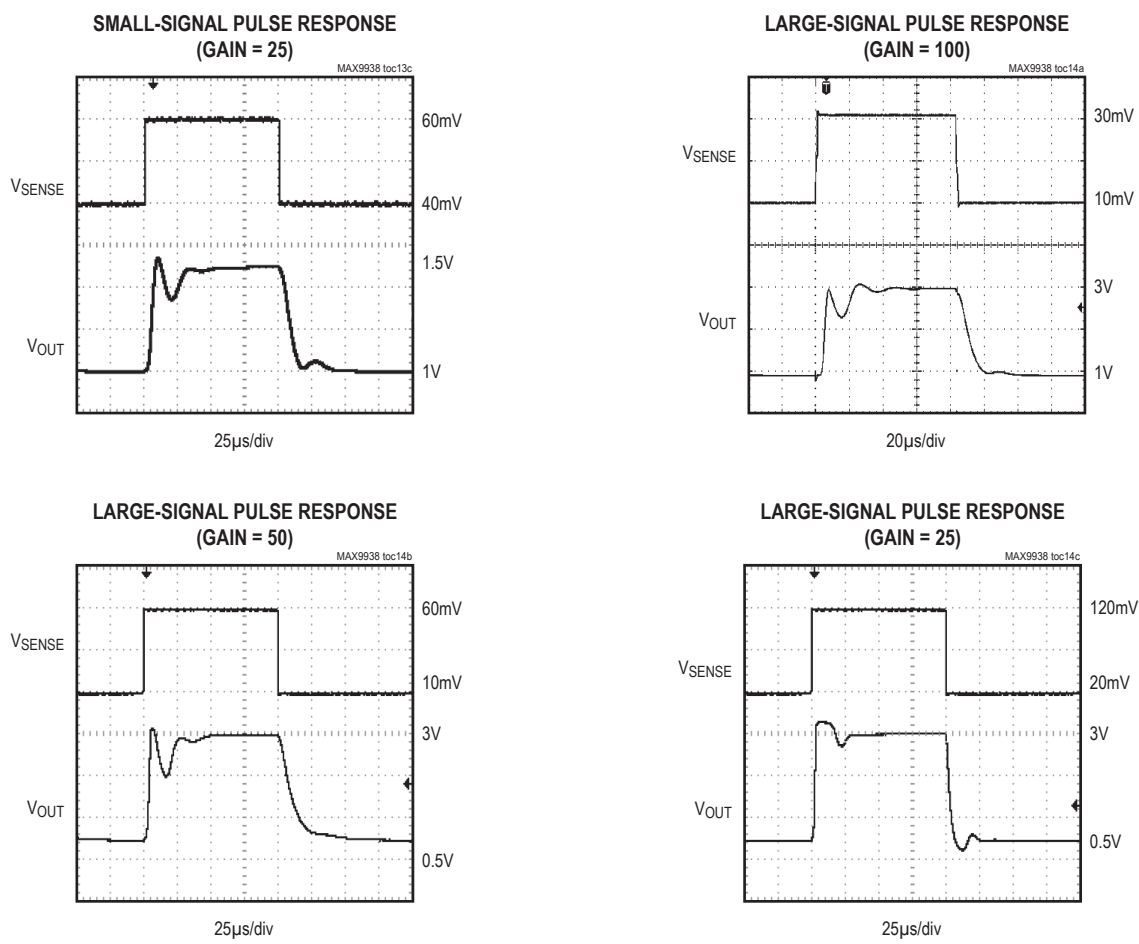 SMALL-SIGNAL PULSE RESPONSE
(GAIN = 25)
MAX9938 toc13c
60mV
VSENSE
40mV
1.5V
VOUT
1V
25µs/div
LARGE-SIGNAL PULSE RESPONSE
(GAIN = 100)
MAX9938 toc14a
T
30mV
VSENSE
10mV
3V
VOUT
1V
20µs/div
LARGE-SIGNAL PULSE RESPONSE
(GAIN = 50)
MAX9938 toc14b
60mV
VSENSE
10mV
3V
VOUT
0.5V
25µs/div
LARGE-SIGNAL PULSE RESPONSE
(GAIN = 25)
MAX9938 toc14c
120mV
VSENSE
20mV
3V
VOUT
0.5V
25µs/div